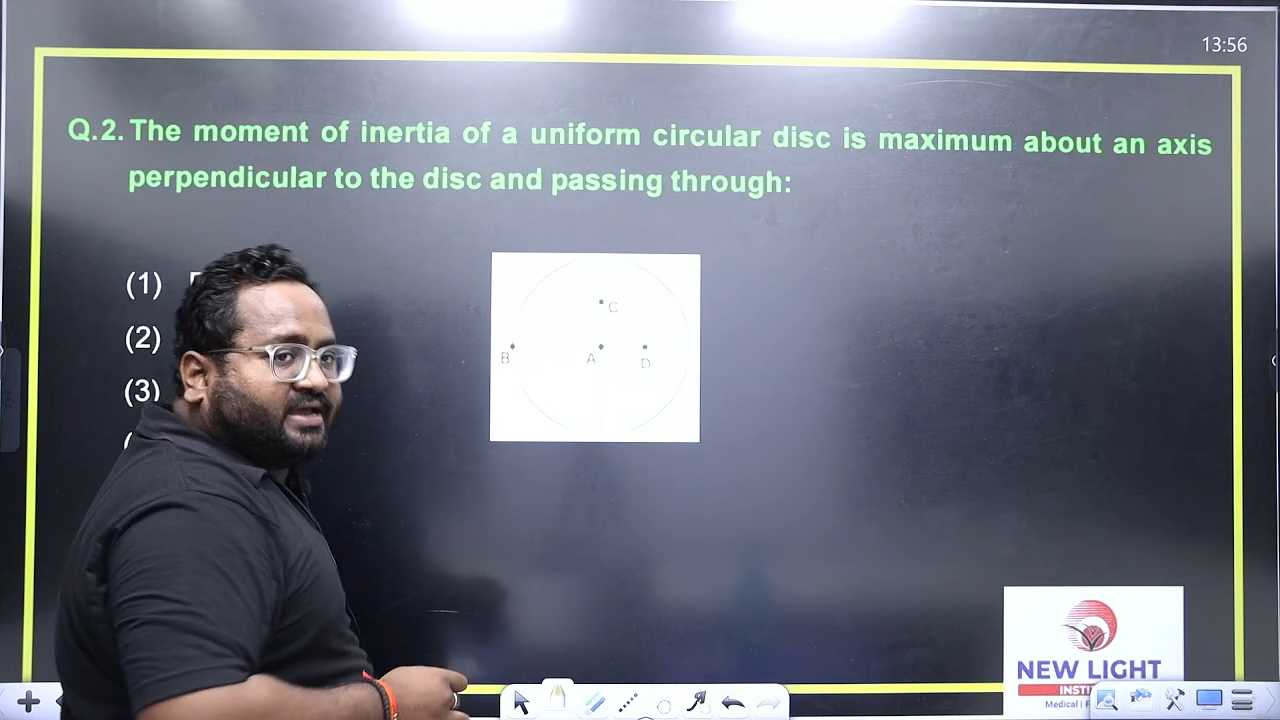 13:56
Q.2. The moment of inertia of a uniform circular disc is maximum about an axis
perpendicular to the disc and passing through:
(1)
(2)
(3)
C
B A D
NEW LIGHT
Medical |